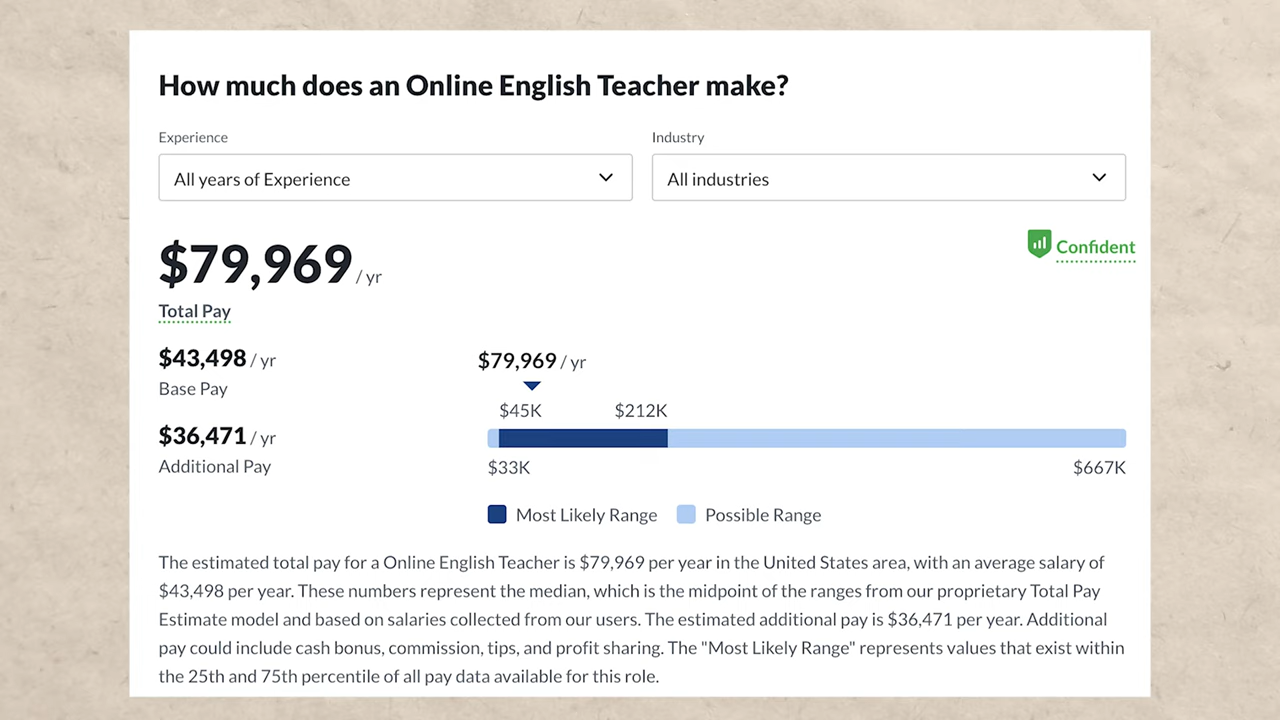 How much does an Online English Teacher make?
Experience
Industry
All years of Experience
All industries
$79,969 / yr
Confident
Total Pay
$43,498 / yr
Base Pay
$36,471 / yr
Additional Pay
$79,969 / yr
$45K
$212K
$33K
$667K
Most Likely Range
Possible Range
The estimated total pay for a Online English Teacher is $79,969 per year in the United States area, with an average salary of
$43,498 per year. These numbers represent the median, which is the midpoint of the ranges from our proprietary Total Pay
Estimate model and based on salaries collected from our users. The estimated additional pay is $36,471 per year. Additional
pay could include cash bonus, commission, tips, and profit sharing. The "Most Likely Range" represents values that exist within
the 25th and 75th percentile of all pay data available for this role.